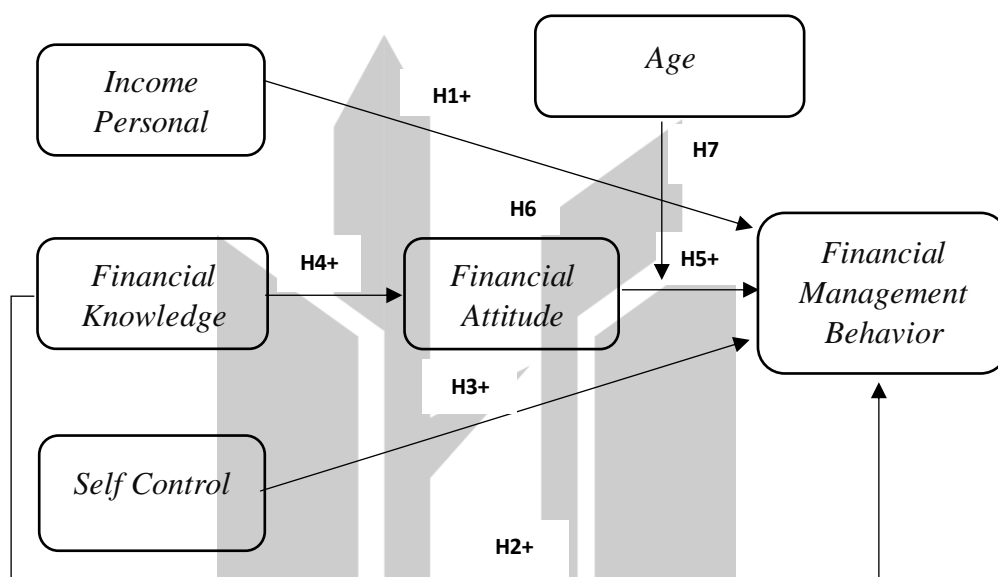 Age
Income
Personal
H1+
H7
H6
Financial
Knowledge
H4+
Financial
Attitude
H5+
Financial
Management
Behavior
H3+
Self Control
H2+